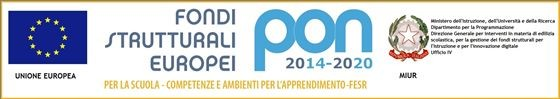 UNIONE EUROPEA
FONDI
STRUTTURALI
EUROPEI
pon
2014-2020
PER LA SCUOLA - COMPETENZE E AMBIENTI PER L'APPRENDIMENTO-FESR
MIUR
Ministero dell'Istruzione, dell'Università e della Ricerca
Dipartimento per la Programmazione
Direzione Generale per interventi in materia di edilizia
scolastica, per la gestione dei fondi strutturali per
l'istruzione e per l'innovazione digitale
Ufficio IV